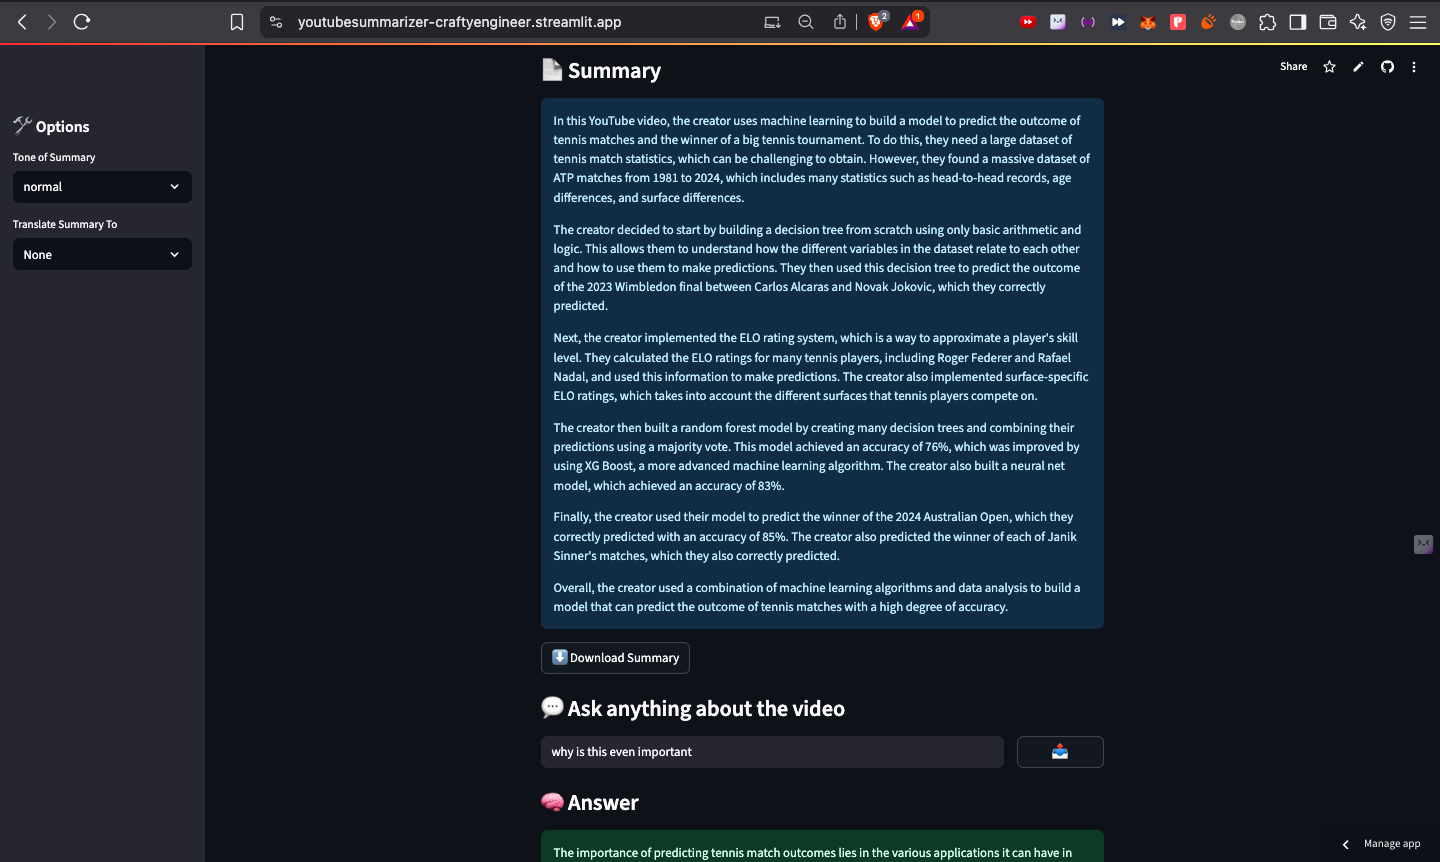 youtubesummarizer-craftyengineer.streamlit.app
2
1
Share
Options
Tone of Summary
normal
Translate Summary To
None
Summary
In this YouTube video, the creator uses machine learning to build a model to predict the outcome of
tennis matches and the winner of a big tennis tournament. To do this, they need a large dataset of
tennis match statistics, which can be challenging to obtain. However, they found a massive dataset of
ATP matches from 1981 to 2024, which includes many statistics such as head-to-head records, age
differences, and surface differences.
The creator decided to start by building a decision tree from scratch using only basic arithmetic and
logic. This allows them to understand how the different variables in the dataset relate to each other
and how to use them to make predictions. They then used this decision tree to predict the outcome
of the 2023 Wimbledon final between Carlos Alcaras and Novak Jokovic, which they correctly
predicted.
Next, the creator implemented the ELO rating system, which is a way to approximate a player's skill
level. They calculated the ELO ratings for many tennis players, including Roger Federer and Rafael
Nadal, and used this information to make predictions. The creator also implemented surface-specific
ELO ratings, which takes into account the different surfaces that tennis players compete on.
The creator then built a random forest model by creating many decision trees and combining their
predictions using a majority vote. This model achieved an accuracy of 76%, which was improved by
using XG Boost, a more advanced machine learning algorithm. The creator also built a neural net
model, which achieved an accuracy of 83%.
Finally, the creator used their model to predict the winner of the 2024 Australian Open, which they
correctly predicted with an accuracy of 85%. The creator also predicted the winner of each of Janik
Sinner's matches, which they also correctly predicted.
Overall, the creator used a combination of machine learning algorithms and data analysis to build a
model that can predict the outcome of tennis matches with a high degree of accuracy.
Download Summary
Ask anything about the video
why is this even important
Answer
The importance of predicting tennis match outcomes lies in the various applications it can have in
Manage app